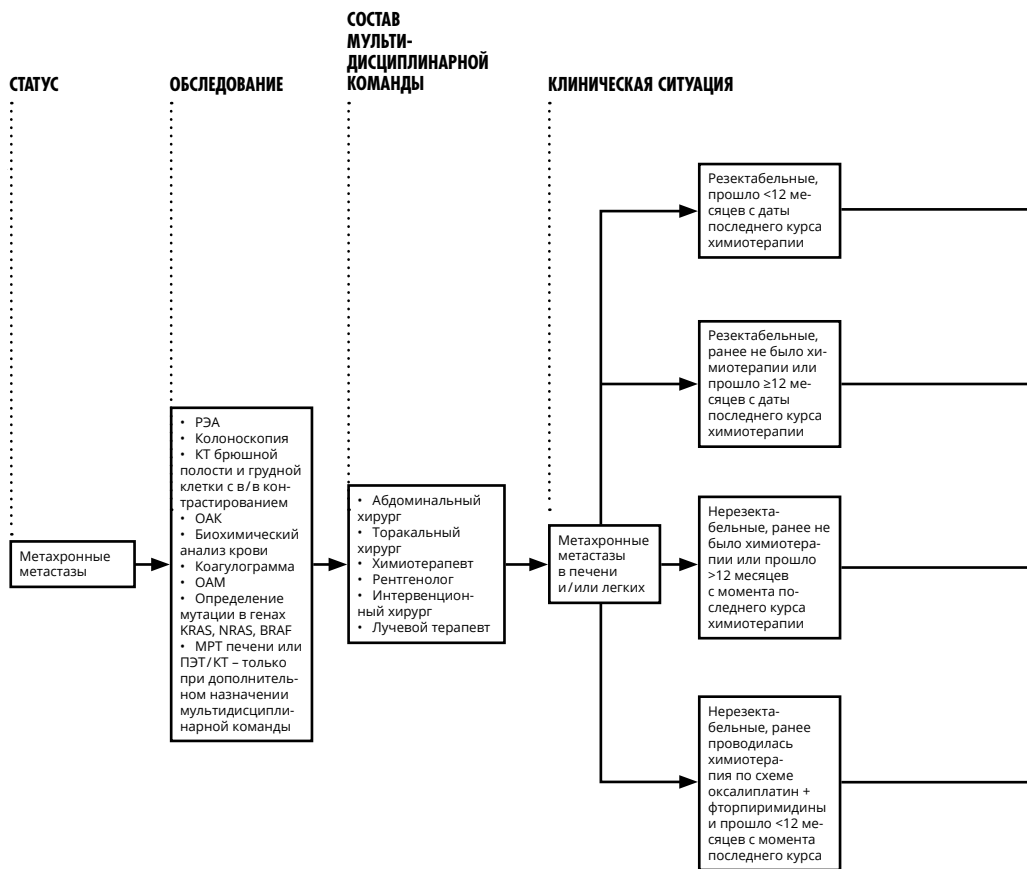 СТАТУС
ОБСЛЕДОВАНИЕ
СОСТАВ
МУЛЬТИ-
ДИСЦИПЛИНАРНОЙ
КОМАНДЫ
КЛИНИЧЕСКАЯ СИТУАЦИЯ
Метахронные
метастазы
• РЭА
• Колоноскопия
• КТ брюшной
полости и грудной
клетки с в/в кон-
трастированием
• ОАК
• Биохимический
анализ крови
• Коагулограмма
• ОАМ
• Определение
мутации в генах
KRAS, NRAS, BRAF
• МРТ печени или
ПЭТ/КТ – только
при дополнитель-
ном назначении
мультидисципли-
нарной команды
• Абдоминальный
хирург
• Торакальный
хирург
• Химиотерапевт
• Рентгенолог
• Интервенцион-
ный хирург
• Лучевой терапевт
Метахронные
метастазы
в печени
и/или легких
Резектабельные,
прошло <12 ме-
сяцев с даты
последнего курса
химиотерапии
Резектабельные,
ранее не было хи-
миотерапии или
прошло ≥12 ме-
сяцев с даты
последнего курса
химиотерапии
Нерезекта-
бельные, ранее не
было химиотера-
пии или прошло
>12 месяцев
с момента по-
следнего курса
химиотерапии
Нерезекта-
бельные, ранее
проводилась
химиотера-
пия по схеме
оксалиплатин +
фторпиримидины
и прошло <12 ме-
сяцев с момента
последнего курса